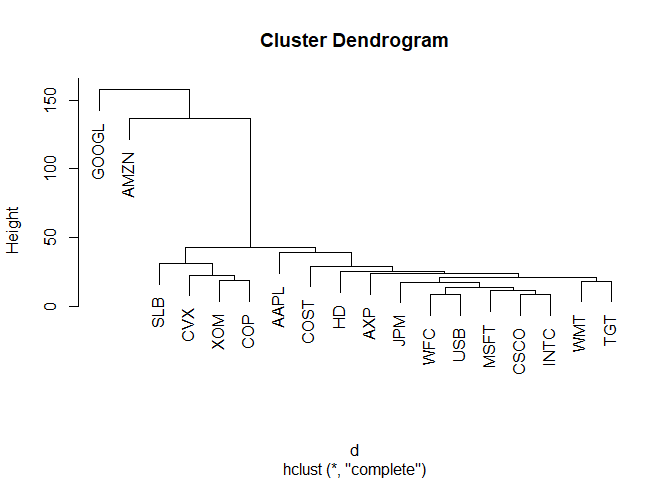 Cluster Dendrogram
Height
150
100
50
0
GOOGL
AMZN
SLB
CVX
XOM
COP
AAPL
COST
HD
AXP
JPM
WFC
USB
MSFT
CSCO
INTC
WMT
TGT
d
hclust (*, "complete")